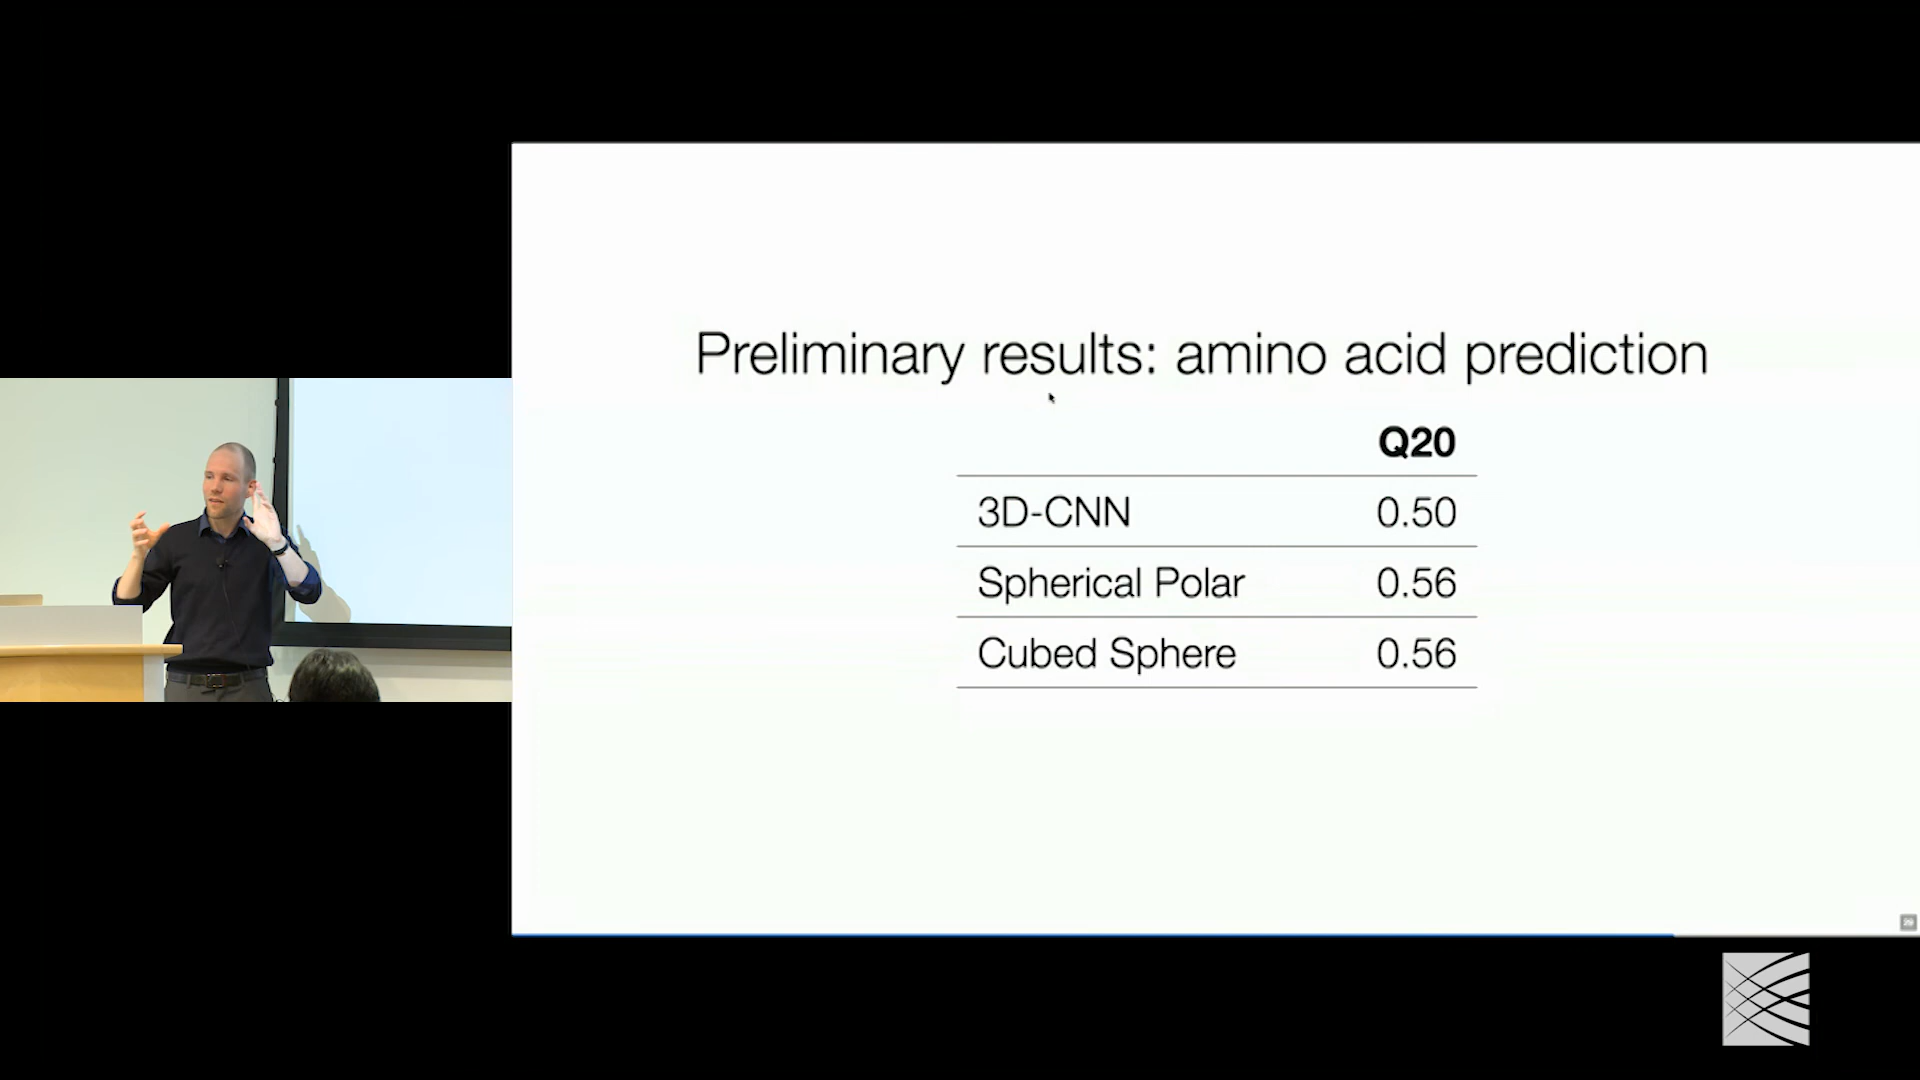 Preliminary results: amino acid prediction
Q20
3D-CNN 0.50
Spherical Polar 0.56
Cubed Sphere 0.56